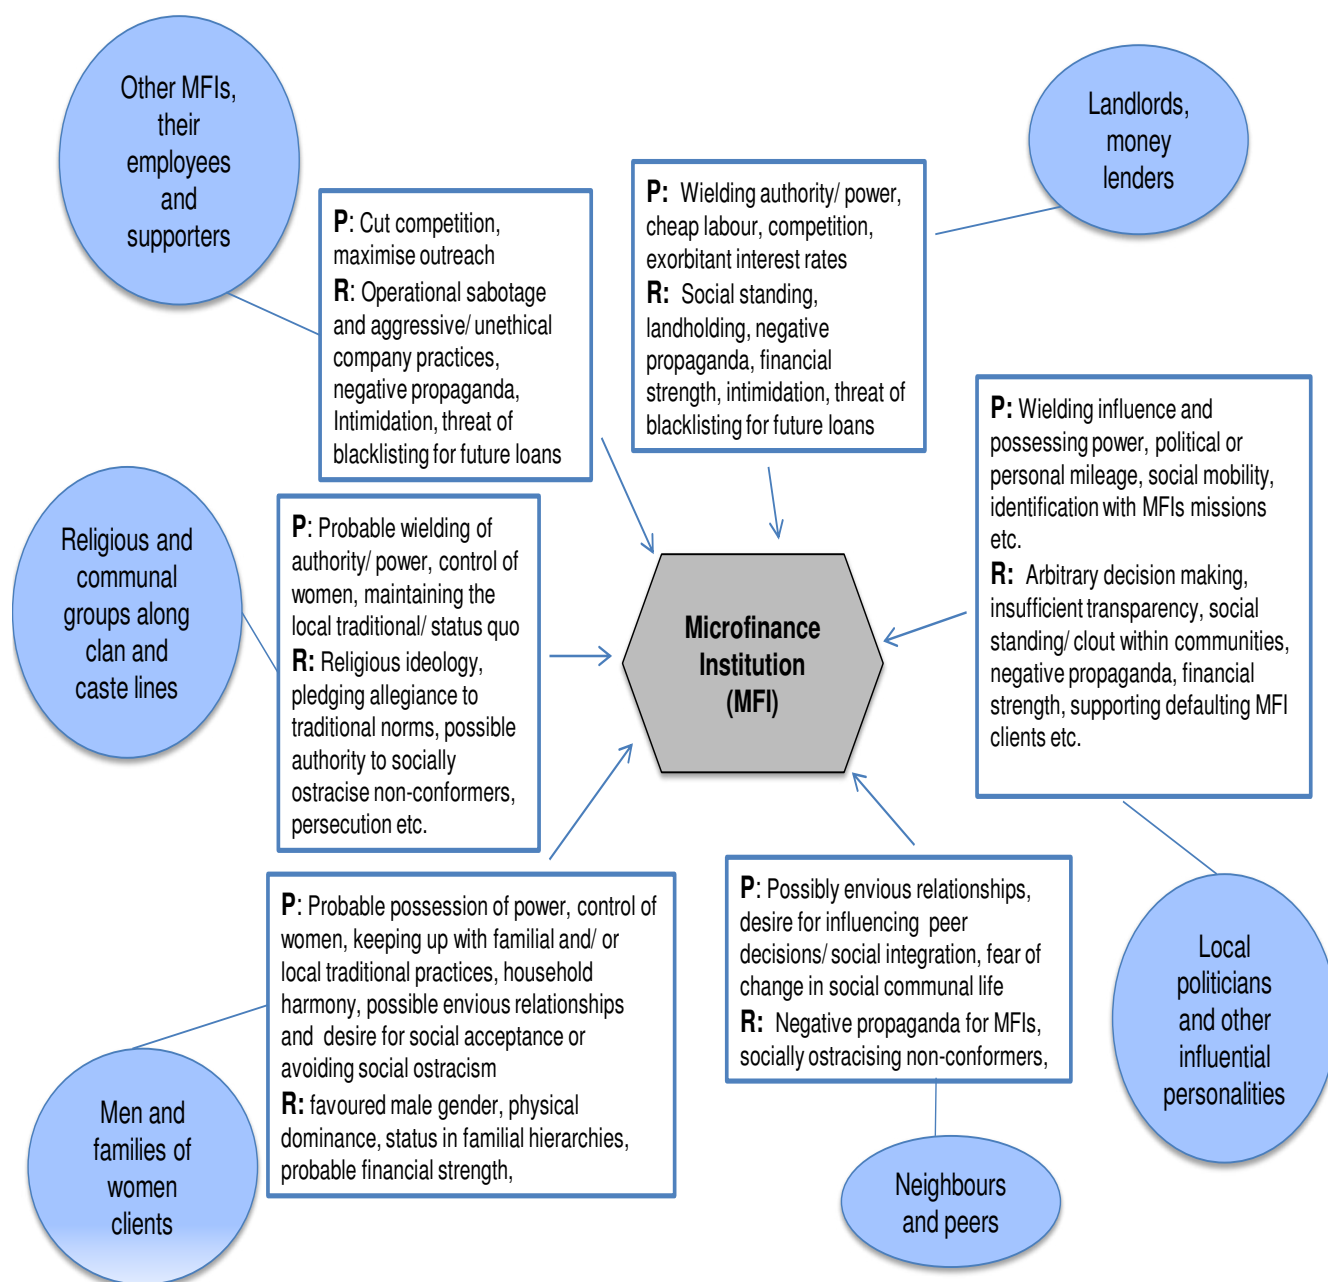 Other MFIs,
their
employees
and
supporters
Landlords,
money
lenders
P: Cut competition,
maximise outreach
R: Operational sabotage
and aggressive/ unethical
company practices,
negative propaganda,
Intimidation, threat of
blacklisting for future loans
P: Wielding authority/ power,
cheap labour, competition,
exorbitant interest rates
R: Social standing,
landholding, negative
propaganda, financial
strength, intimidation, threat of
blacklisting for future loans
P: Wielding influence and
possessing power, political or
personal mileage, social mobility,
identification with MFIs missions
etc.
R: Arbitrary decision making,
insufficient transparency, social
standing/ clout within communities,
negative propaganda, financial
strength, supporting defaulting MFI
clients etc.
Religious and
communal
groups along
clan and
caste lines
P: Probable wielding of
authority/ power, control of
women, maintaining the
local traditional/ status quo
R: Religious ideology,
pledging allegiance to
traditional norms, possible
authority to socially
ostracise non-conformers,
persecution etc.
Microfinance
Institution
(MFI)
P: Probable possession of power, control of
women, keeping up with familial and/ or
local traditional practices, household
harmony, possible envious relationships
and desire for social acceptance or
avoiding social ostracism
R: favoured male gender, physical
dominance, status in familial hierarchies,
probable financial strength,
P: Possibly envious relationships,
desire for influencing peer
decisions/ social integration, fear of
change in social communal life
R: Negative propaganda for MFIs,
socially ostracising non-conformers,
Local
politicians
and other
influential
personalities
Men and
families of
women
clients
Neighbours
and peers